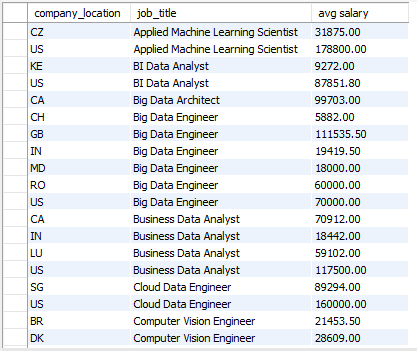 company_location job_title avg salary
CZ Applied Machine Learning Scientist 31875.00
US Applied Machine Learning Scientist 178800.00
KE BI Data Analyst 9272.00
US BI Data Analyst 87851.80
CA Big Data Architect 99703.00
CH Big Data Engineer 5882.00
GB Big Data Engineer 111535.50
IN Big Data Engineer 19419.50
MD Big Data Engineer 18000.00
RO Big Data Engineer 60000.00
US Big Data Engineer 70000.00
CA Business Data Analyst 70912.00
IN Business Data Analyst 18442.00
LU Business Data Analyst 59102.00
US Business Data Analyst 117500.00
SG Cloud Data Engineer 89294.00
US Cloud Data Engineer 160000.00
BR Computer Vision Engineer 21453.50
DK Computer Vision Engineer 28609.00